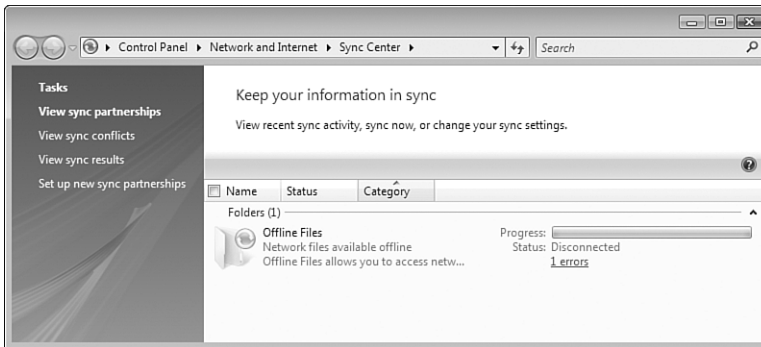 Control Panel ▸ Network and Internet ▸ Sync Center ▸
Search
Tasks
View sync partnerships
View sync conflicts
View sync results
Set up new sync partnerships
Keep your information in sync
View recent sync activity, sync now, or change your sync settings.
Name Status Category
Folders (1)
Offline Files
Network files available offline
Offline Files allows you to access netw...
Progress:
Status: Disconnected
1 errors